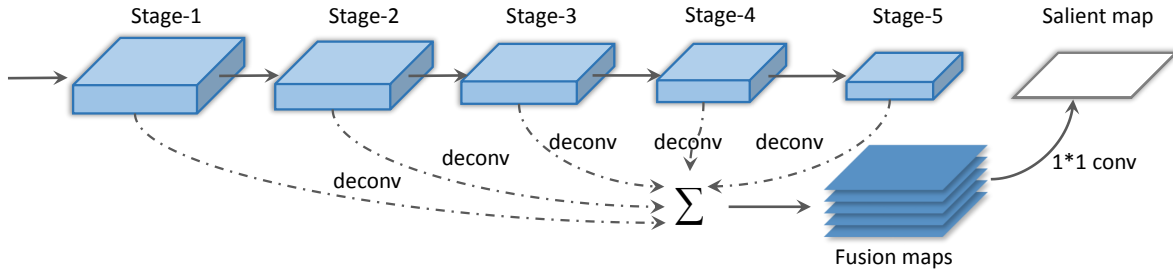 Stage-1
Stage-2
Stage-3
Stage-4
Stage-5
Salient map
deconv
deconv
deconv
deconv
deconv
1*1 conv
∑
Fusion maps